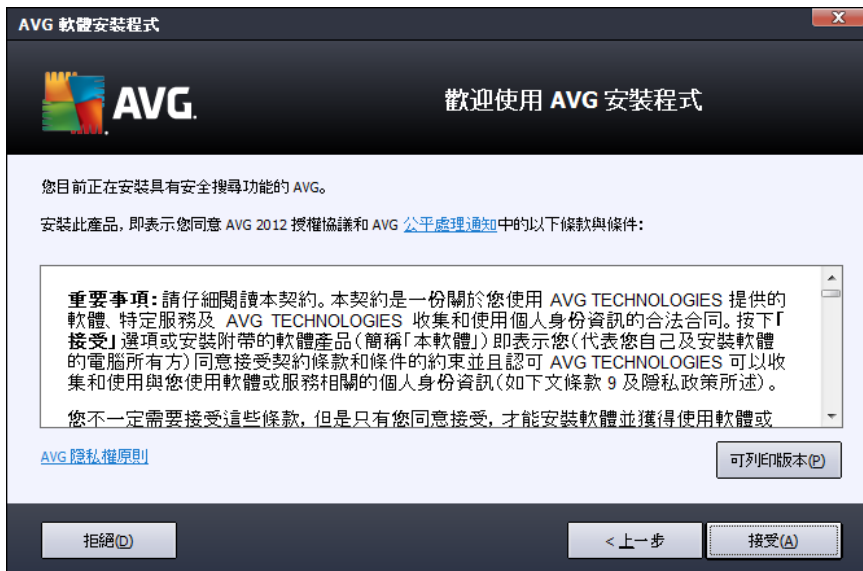 AVG 軟體安裝程式
AVG.
歡迎使用 AVG 安裝程式
您目前正在安裝具有安全搜尋功能的 AVG。
安裝此產品, 即表示您同意 AVG 2012 授權協議和 AVG 公平處理通知中的以下條款與條件:
重要事項: 請仔細閱讀本契約。本契約是一份關於您使用 AVG TECHNOLOGIES 提供的
軟體、特定服務及 AVG TECHNOLOGIES 收集和使用個人身份資訊的合法合同。按下「
接受」選項或安裝附帶的軟體產品(簡稱「本軟體」)即表示您(代表您自己及安裝軟體
的電腦所有方)同意接受契約條款和條件的約束並且認可 AVG TECHNOLOGIES 可以收
集和使用與您使用軟體或服務相關的個人身份資訊(如下文條款 9 及隱私政策所述)。
您不一定需要接受這些條款, 但是只有您同意接受, 才能安裝軟體並獲得使用軟體或
AVG 隱私權原則
可列印版本(P)
拒絕(D)
<上一步
接受(A)